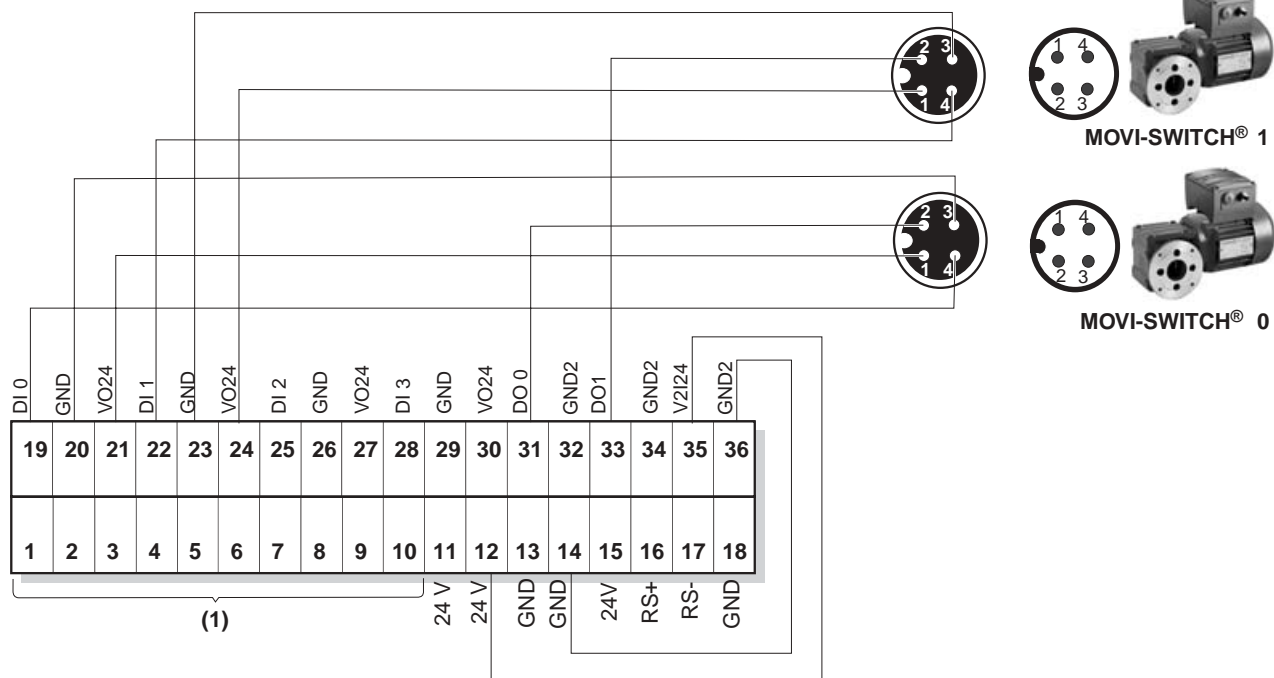 2 3
1 4
1 4
2 3
MOVI-SWITCH® 1
2 3
1 4
1 4
2 3
MOVI-SWITCH® 0
DI 0 GND VO24 DI 1 GND VO24 DI 2 GND VO24 DI 3 GND VO24 DO 0 GND2 DO1 GND2 V2I24 GND2
19 20 21 22 23 24 25 26 27 28 29 30 31 32 33 34 35 36
1 2 3 4 5 6 7 8 9 10 11 12 13 14 15 16 17 18
(1) 24 V 24 V GND GND 24V RS+ RS- GND